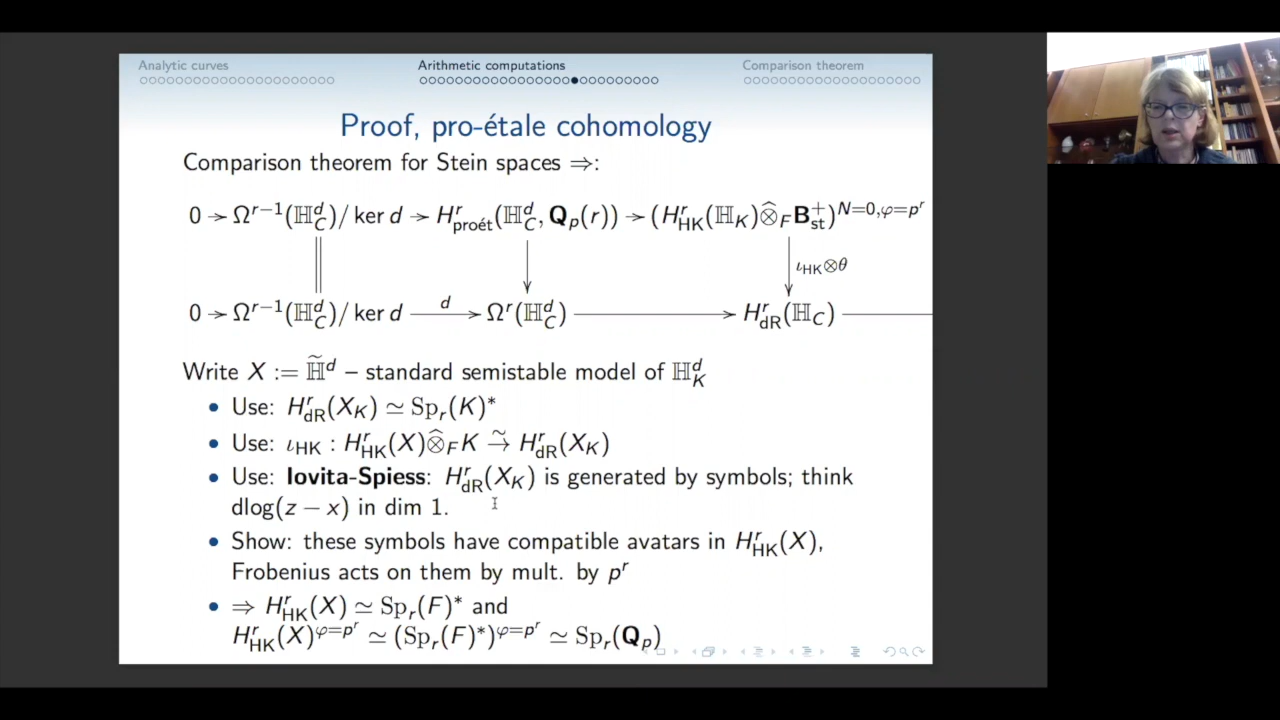 Analytic curves Arithmetic computations Comparison theorem
Proof, pro-étale cohomology
Comparison theorem for Stein spaces ⇒:
0 → Ω^{r−1}(ℍ^d_C)/ ker d → H^r_{proét}(ℍ^d_C, Q_p(r)) → (H^r_{HK}(ℍ_K)⊗̂_F B^+_{st})^{N=0,φ=p^r}
ι_{HK}⊗θ
0 → Ω^{r−1}(ℍ^d_C)/ ker d —d→ Ω^r(ℍ^d_C) → H^r_{dR}(ℍ_C)
Write X := ℍ̃^d – standard semistable model of ℍ^d_K
• Use: H^r_{dR}(X_K) ≃ Sp_r(K)^*
• Use: ι_{HK} : H^r_{HK}(X)⊗̂_F K →̃ H^r_{dR}(X_K)
• Use: Iovita-Spiess: H^r_{dR}(X_K) is generated by symbols; think
dlog(z − x) in dim 1.
• Show: these symbols have compatible avatars in H^r_{HK}(X),
Frobenius acts on them by mult. by p^r
• ⇒ H^r_{HK}(X) ≃ Sp_r(F)^* and
H^r_{HK}(X)^{φ=p^r} ≃ (Sp_r(F)^*)^{φ=p^r} ≃ Sp_r(Q_p)